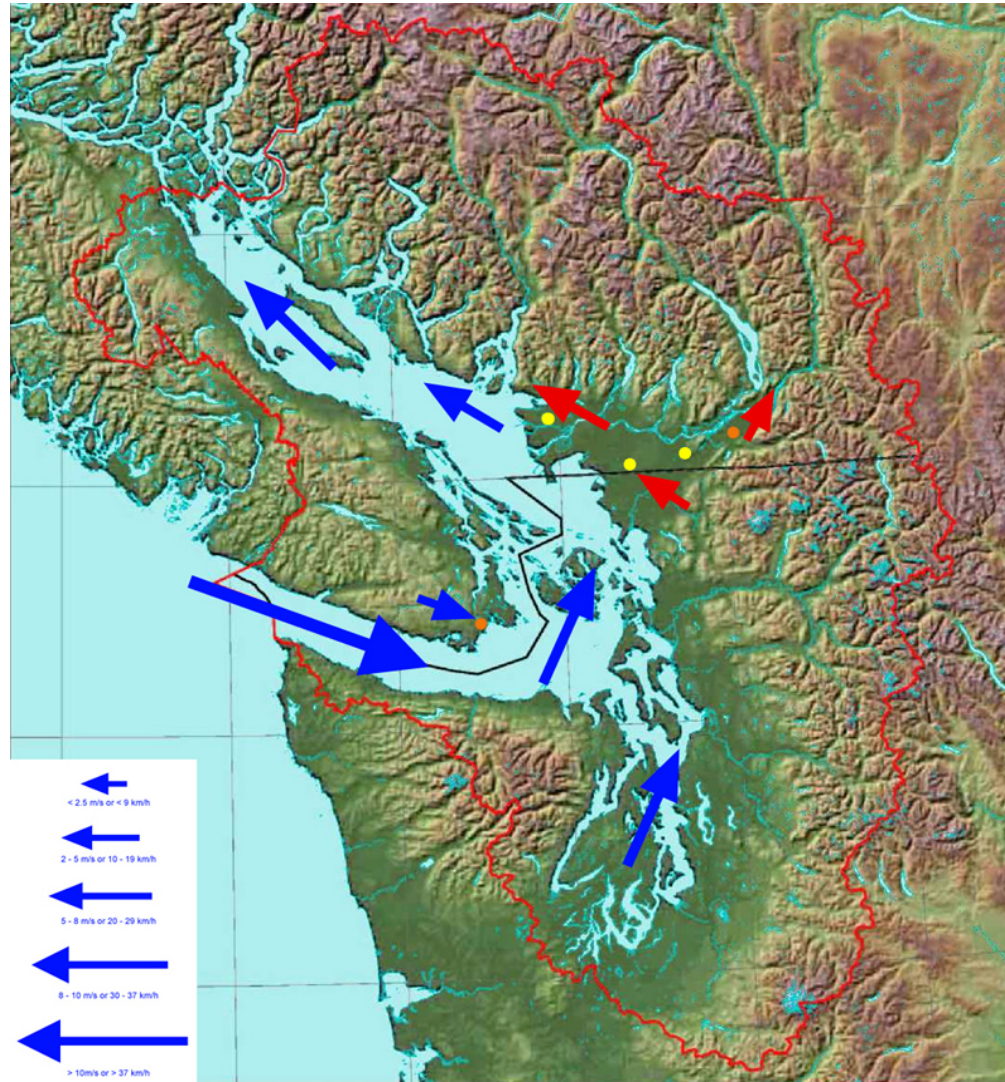 < 2.5 m/s or < 9 km/h
2 - 5 m/s or 10 - 19 km/h
5 - 8 m/s or 20 - 29 km/h
8 - 10 m/s or 30 - 37 km/h
> 10m/s or > 37 km/h